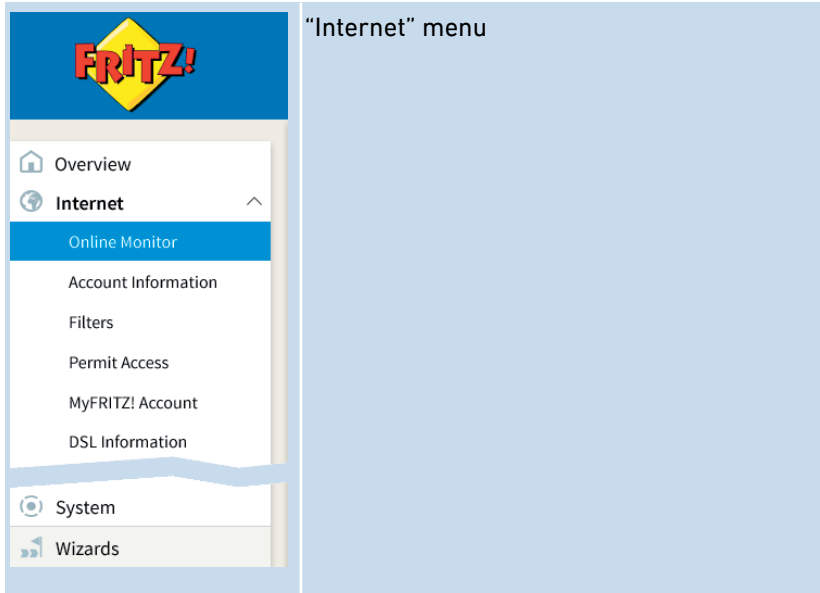 FRITZ!
“Internet” menu
Overview
Internet
Online Monitor
Account Information
Filters
Permit Access
MyFRITZ! Account
DSL Information
System
Wizards